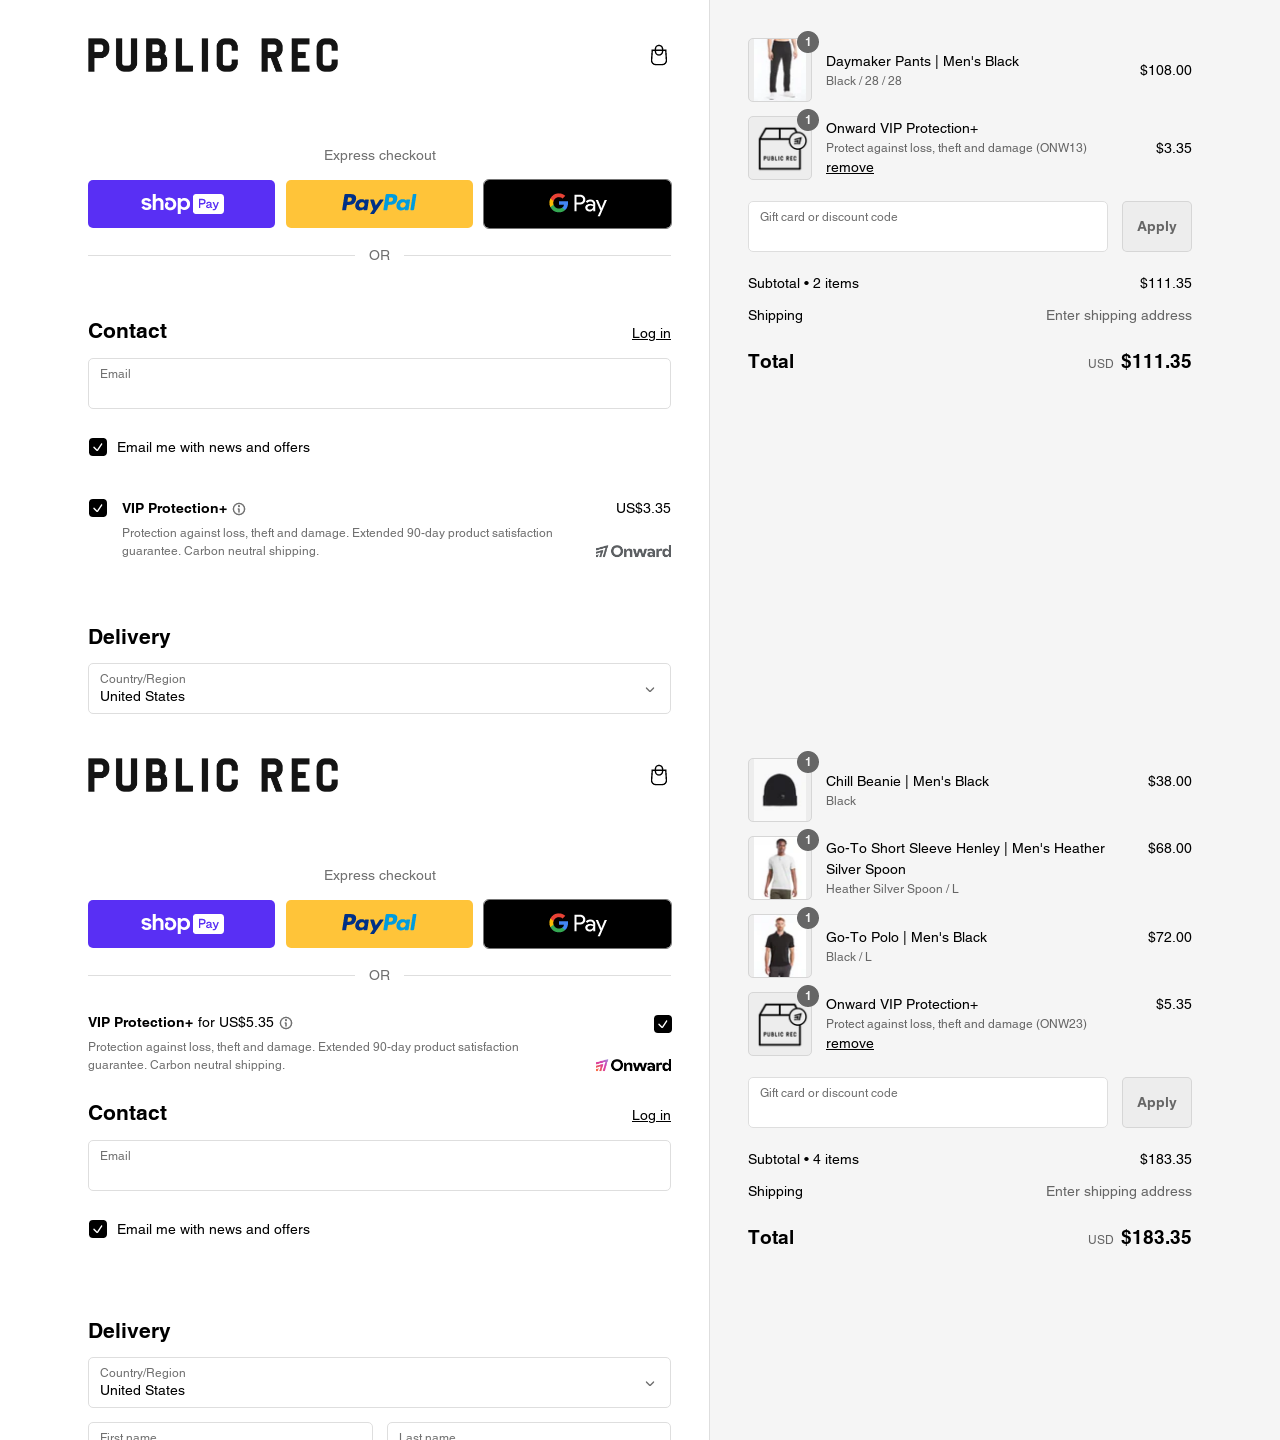 PUBLIC REC
Express checkout
shop Pay
PayPal
G Pay
OR
Contact
Log in
Email
Email me with news and offers
VIP Protection+
US$3.35
Protection against loss, theft and damage. Extended 90-day product satisfaction
guarantee. Carbon neutral shipping.
Onward
Delivery
Country/Region
United States
1
Daymaker Pants | Men's Black
Black / 28 / 28
$108.00
1
PUBLIC REC
Onward VIP Protection+
Protect against loss, theft and damage (ONW13)
remove
$3.35
Gift card or discount code
Apply
Subtotal • 2 items
$111.35
Shipping
Enter shipping address
Total
USD $111.35
PUBLIC REC
Express checkout
shop Pay
PayPal
G Pay
OR
VIP Protection+ for US$5.35
Protection against loss, theft and damage. Extended 90-day product satisfaction
guarantee. Carbon neutral shipping.
Onward
Contact
Log in
Email
Email me with news and offers
Delivery
Country/Region
United States
First name
Last name
1
Chill Beanie | Men's Black
Black
$38.00
1
Go-To Short Sleeve Henley | Men's Heather
Silver Spoon
Heather Silver Spoon / L
$68.00
1
Go-To Polo | Men's Black
Black / L
$72.00
1
PUBLIC REC
Onward VIP Protection+
Protect against loss, theft and damage (ONW23)
remove
$5.35
Gift card or discount code
Apply
Subtotal • 4 items
$183.35
Shipping
Enter shipping address
Total
USD $183.35